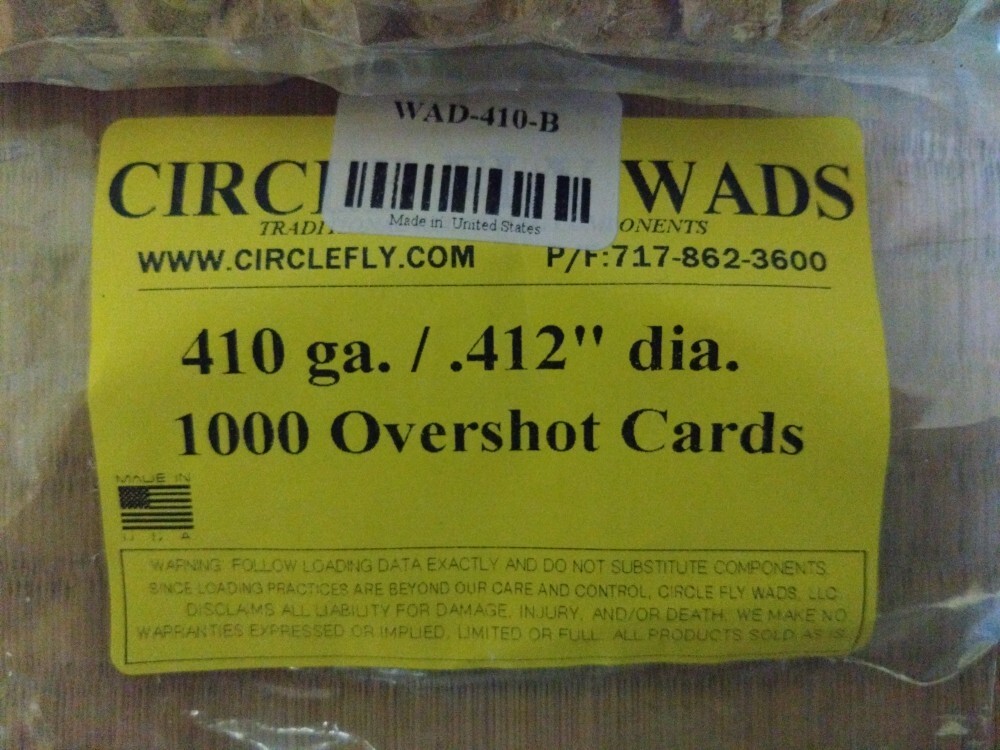 WAD-410-B
CIRCL WADS
Made in United States
TRADI ONENTS
WWW.CIRCLEFLY.COM P/F:717-862-3600
410 ga. / .412" dia.
1000 Overshot Cards
MADE IN
U S A
WARNING: FOLLOW LOADING DATA EXACTLY AND DO NOT SUBSTITUTE COMPONENTS.
SINCE LOADING PRACTICES ARE BEYOND OUR CARE AND CONTROL, CIRCLE FLY WADS, LLC.
DISCLAIMS ALL LIABILITY FOR DAMAGE, INJURY, AND/OR DEATH. WE MAKE NO
WARRANTIES EXPRESSED OR IMPLIED, LIMITED OR FULL. ALL PRODUCTS SOLD AS IS.